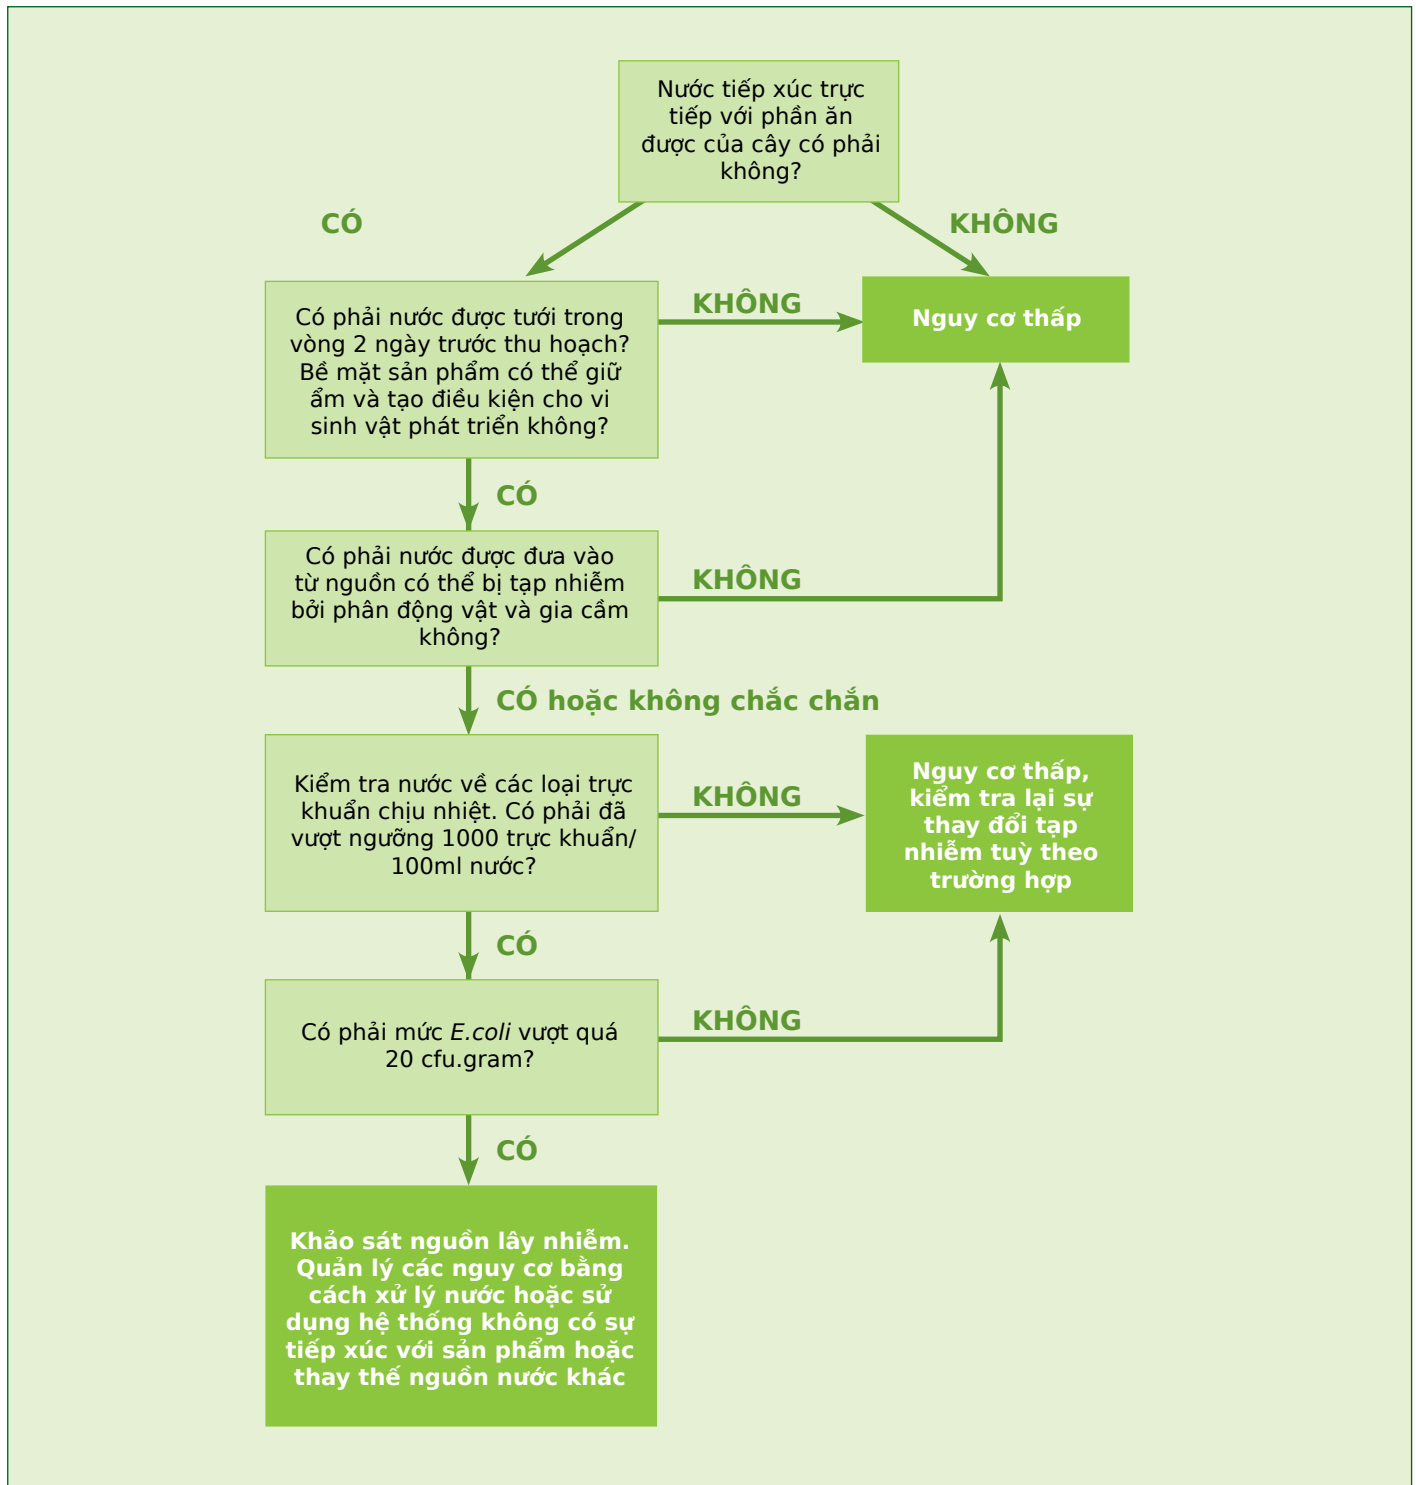 Nước tiếp xúc trực
tiếp với phần ăn
được của cây có phải
không?
CÓ
KHÔNG
Có phải nước được tưới trong
vòng 2 ngày trước thu hoạch?
Bề mặt sản phẩm có thể giữ
ẩm và tạo điều kiện cho vi
sinh vật phát triển không?
KHÔNG
Nguy cơ thấp
CÓ
Có phải nước được đưa vào
từ nguồn có thể bị tạp nhiễm
bởi phân động vật và gia cầm
không?
KHÔNG
CÓ hoặc không chắc chắn
Kiểm tra nước về các loại trực
khuẩn chịu nhiệt. Có phải đã
vượt ngưỡng 1000 trực khuẩn/
100ml nước?
KHÔNG
Nguy cơ thấp,
kiểm tra lại sự
thay đổi tạp
nhiễm tuỳ theo
trường hợp
CÓ
Có phải mức E.coli vượt quá
20 cfu.gram?
KHÔNG
CÓ
Khảo sát nguồn lây nhiễm.
Quản lý các nguy cơ bằng
cách xử lý nước hoặc sử
dụng hệ thống không có sự
tiếp xúc với sản phẩm hoặc
thay thế nguồn nước khác